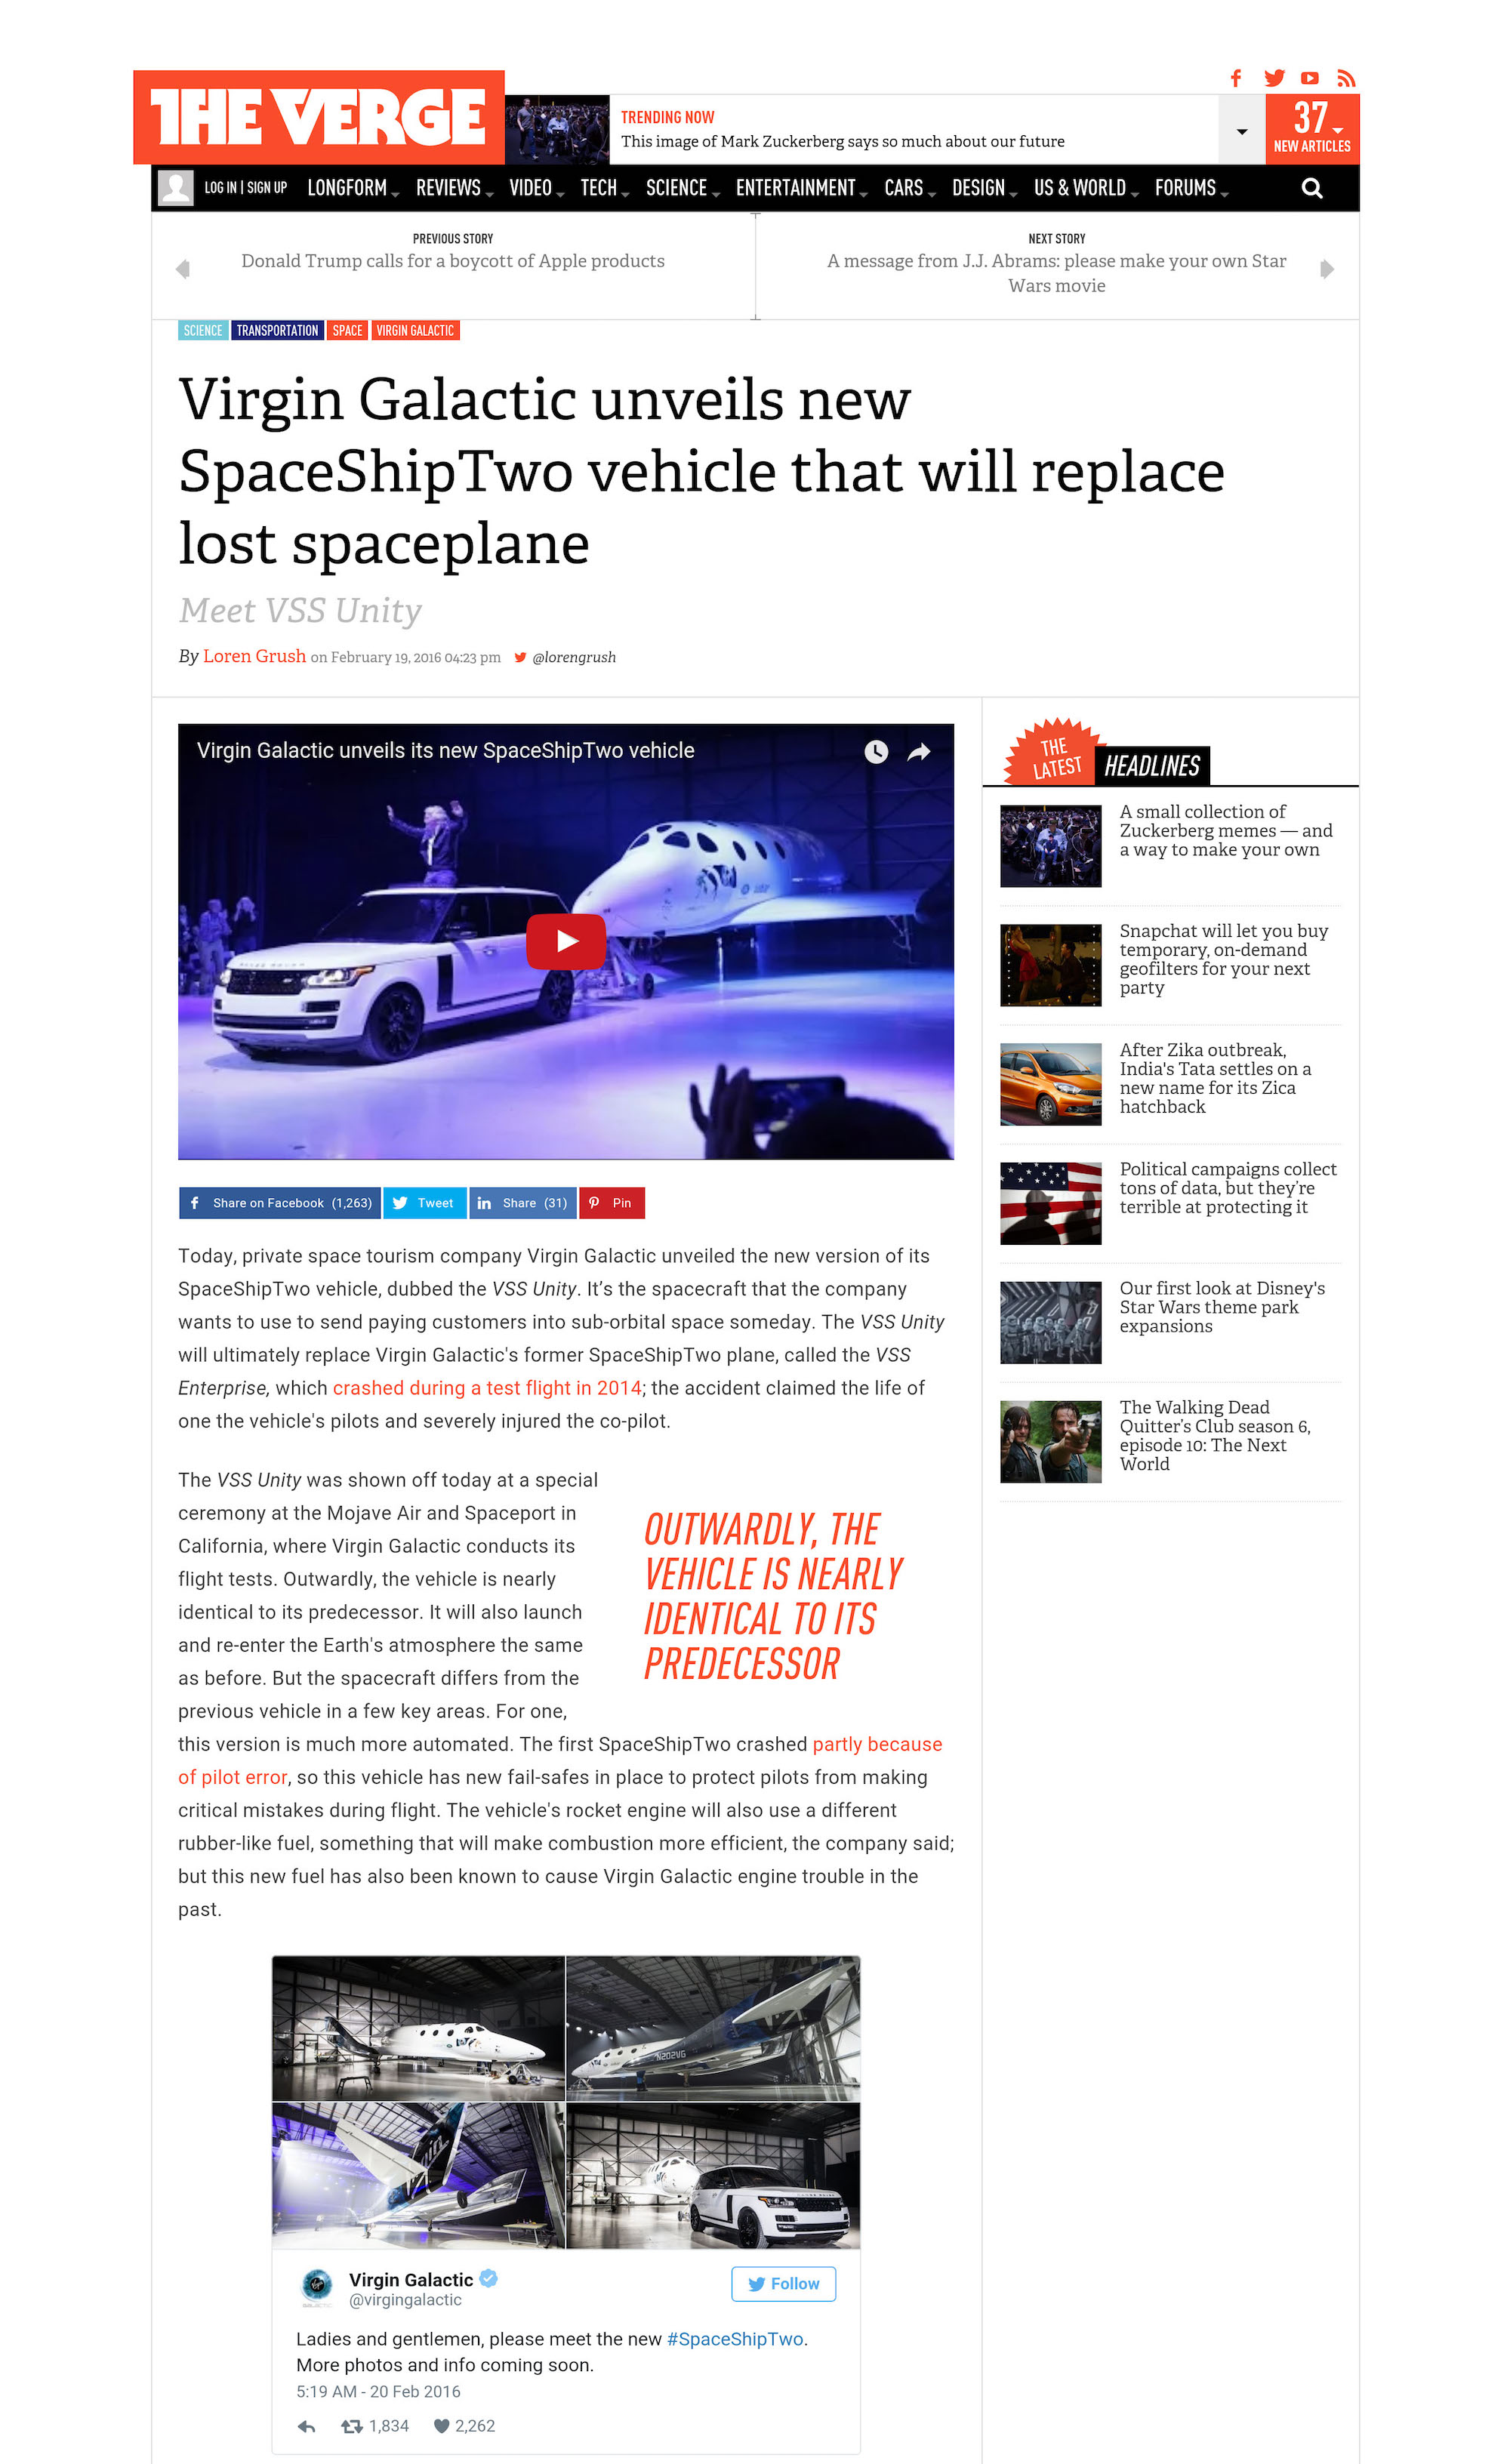 THE VERGE
TRENDING NOW
This image of Mark Zuckerberg says so much about our future
37
NEW ARTICLES
LOG IN | SIGN UP
LONGFORM
REVIEWS
VIDEO
TECH
SCIENCE
ENTERTAINMENT
CARS
DESIGN
US & WORLD
FORUMS
PREVIOUS STORY
Donald Trump calls for a boycott of Apple products
NEXT STORY
A message from J.J. Abrams: please make your own Star
Wars movie
SCIENCE
TRANSPORTATION
SPACE
VIRGIN GALACTIC
Virgin Galactic unveils new
SpaceShipTwo vehicle that will replace
lost spaceplane
Meet VSS Unity
By Loren Grush on February 19, 2016 04:23 pm @lorengrush
Virgin Galactic unveils its new SpaceShipTwo vehicle
Share on Facebook (1,263)
Tweet
Share (31)
Pin
Today, private space tourism company Virgin Galactic unveiled the new version of its
SpaceShipTwo vehicle, dubbed the VSS Unity. It's the spacecraft that the company
wants to use to send paying customers into sub-orbital space someday. The VSS Unity
will ultimately replace Virgin Galactic's former SpaceShipTwo plane, called the VSS
Enterprise, which crashed during a test flight in 2014; the accident claimed the life of
one the vehicle's pilots and severely injured the co-pilot.
The VSS Unity was shown off today at a special
ceremony at the Mojave Air and Spaceport in
California, where Virgin Galactic conducts its
flight tests. Outwardly, the vehicle is nearly
identical to its predecessor. It will also launch
and re-enter the Earth's atmosphere the same
as before. But the spacecraft differs from the
previous vehicle in a few key areas. For one,
this version is much more automated. The first SpaceShipTwo crashed partly because
of pilot error, so this vehicle has new fail-safes in place to protect pilots from making
critical mistakes during flight. The vehicle's rocket engine will also use a different
rubber-like fuel, something that will make combustion more efficient, the company said;
but this new fuel has also been known to cause Virgin Galactic engine trouble in the
past.
OUTWARDLY, THE
VEHICLE IS NEARLY
IDENTICAL TO ITS
PREDECESSOR
N202VG
Virgin Galactic
@virgingalactic
Follow
Ladies and gentlemen, please meet the new #SpaceShipTwo.
More photos and info coming soon.
5:19 AM - 20 Feb 2016
1,834
2,262
THE
LATEST
HEADLINES
A small collection of
Zuckerberg memes — and
a way to make your own
Snapchat will let you buy
temporary, on-demand
geofilters for your next
party
After Zika outbreak,
India's Tata settles on a
new name for its Zica
hatchback
Political campaigns collect
tons of data, but they're
terrible at protecting it
Our first look at Disney's
Star Wars theme park
expansions
The Walking Dead
Quitter's Club season 6,
episode 10: The Next
World